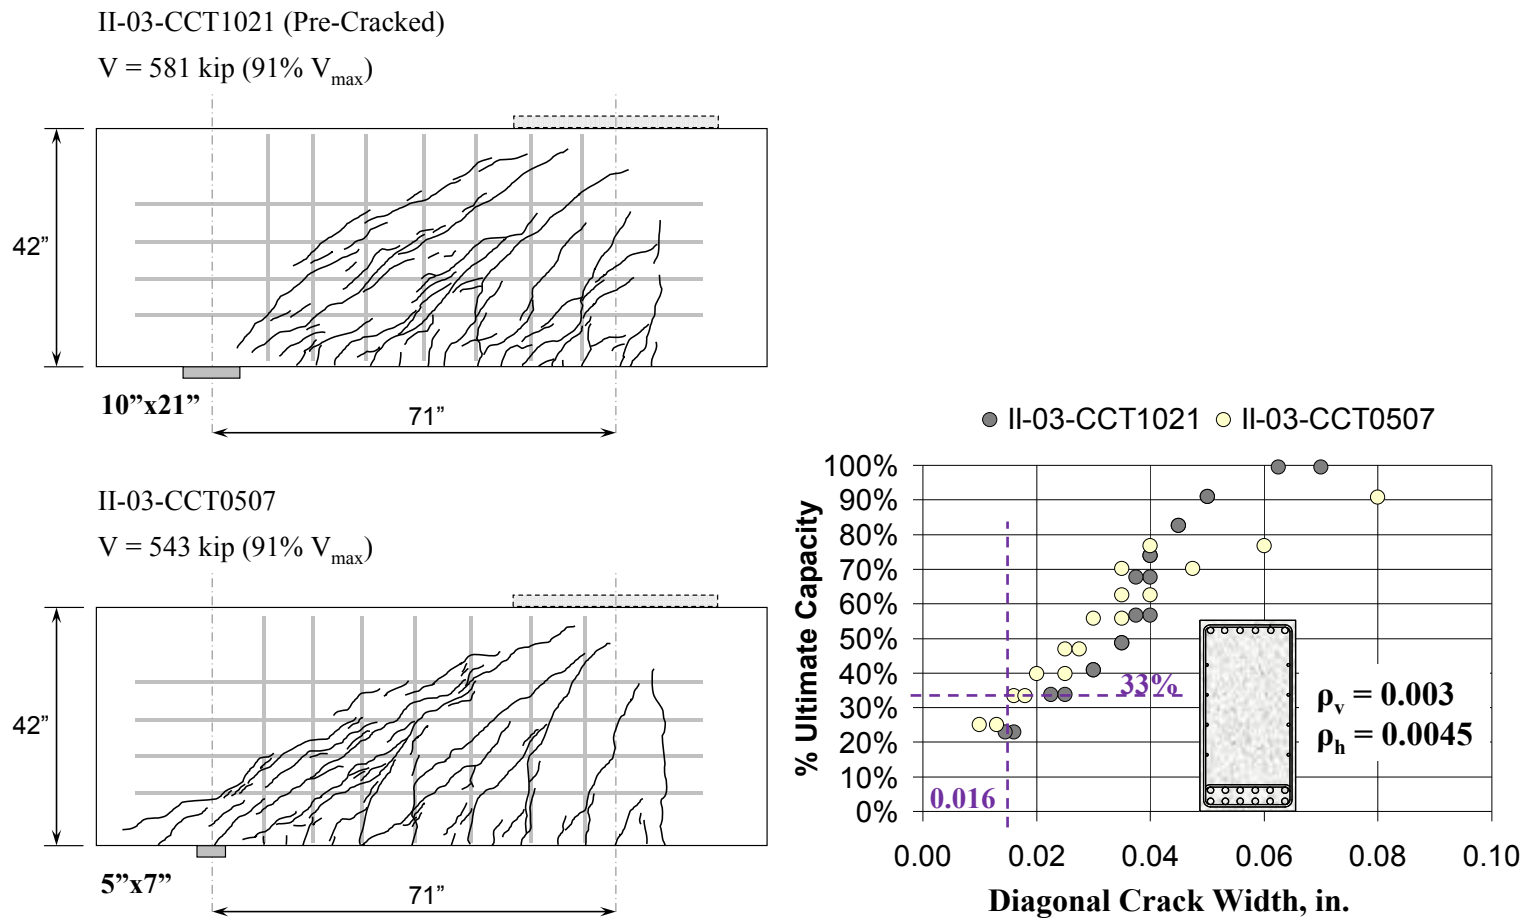 II-03-CCT1021 (Pre-Cracked)
V = 581 kip (91% Vmax)
42”
10”x21”
71”
II-03-CCT0507
V = 543 kip (91% Vmax)
42”
5”x7”
71”
II-03-CCT1021 II-03-CCT0507
% Ultimate Capacity
100%
90%
80%
70%
60%
50%
40%
30%
20%
10%
0%
33%
0.016
ρv = 0.003
ρh = 0.0045
0.00 0.02 0.04 0.06 0.08 0.10
Diagonal Crack Width, in.